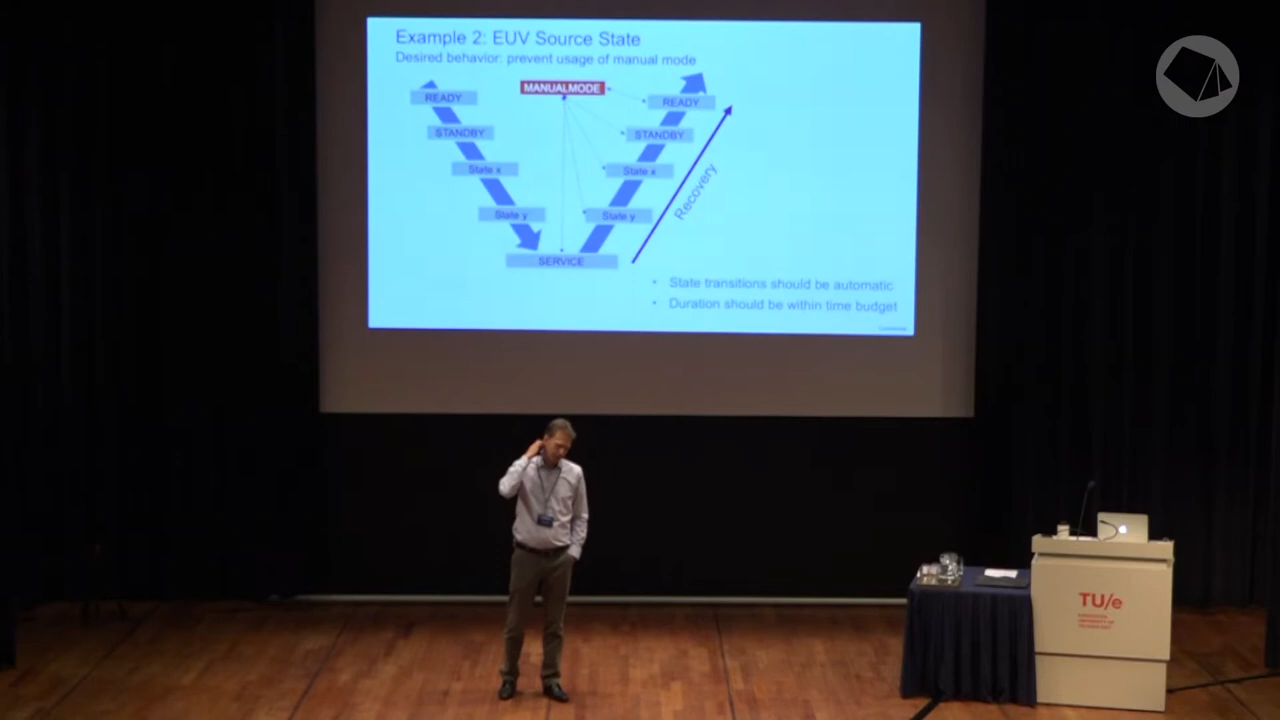 Example 2: EUV Source State
Desired behavior: prevent usage of manual mode
MANUALMODE
READY
READY
STANDBY
STANDBY
State x
State x
State y
State y
SERVICE
Recovery
• State transitions should be automatic
• Duration should be within time budget
TU/e